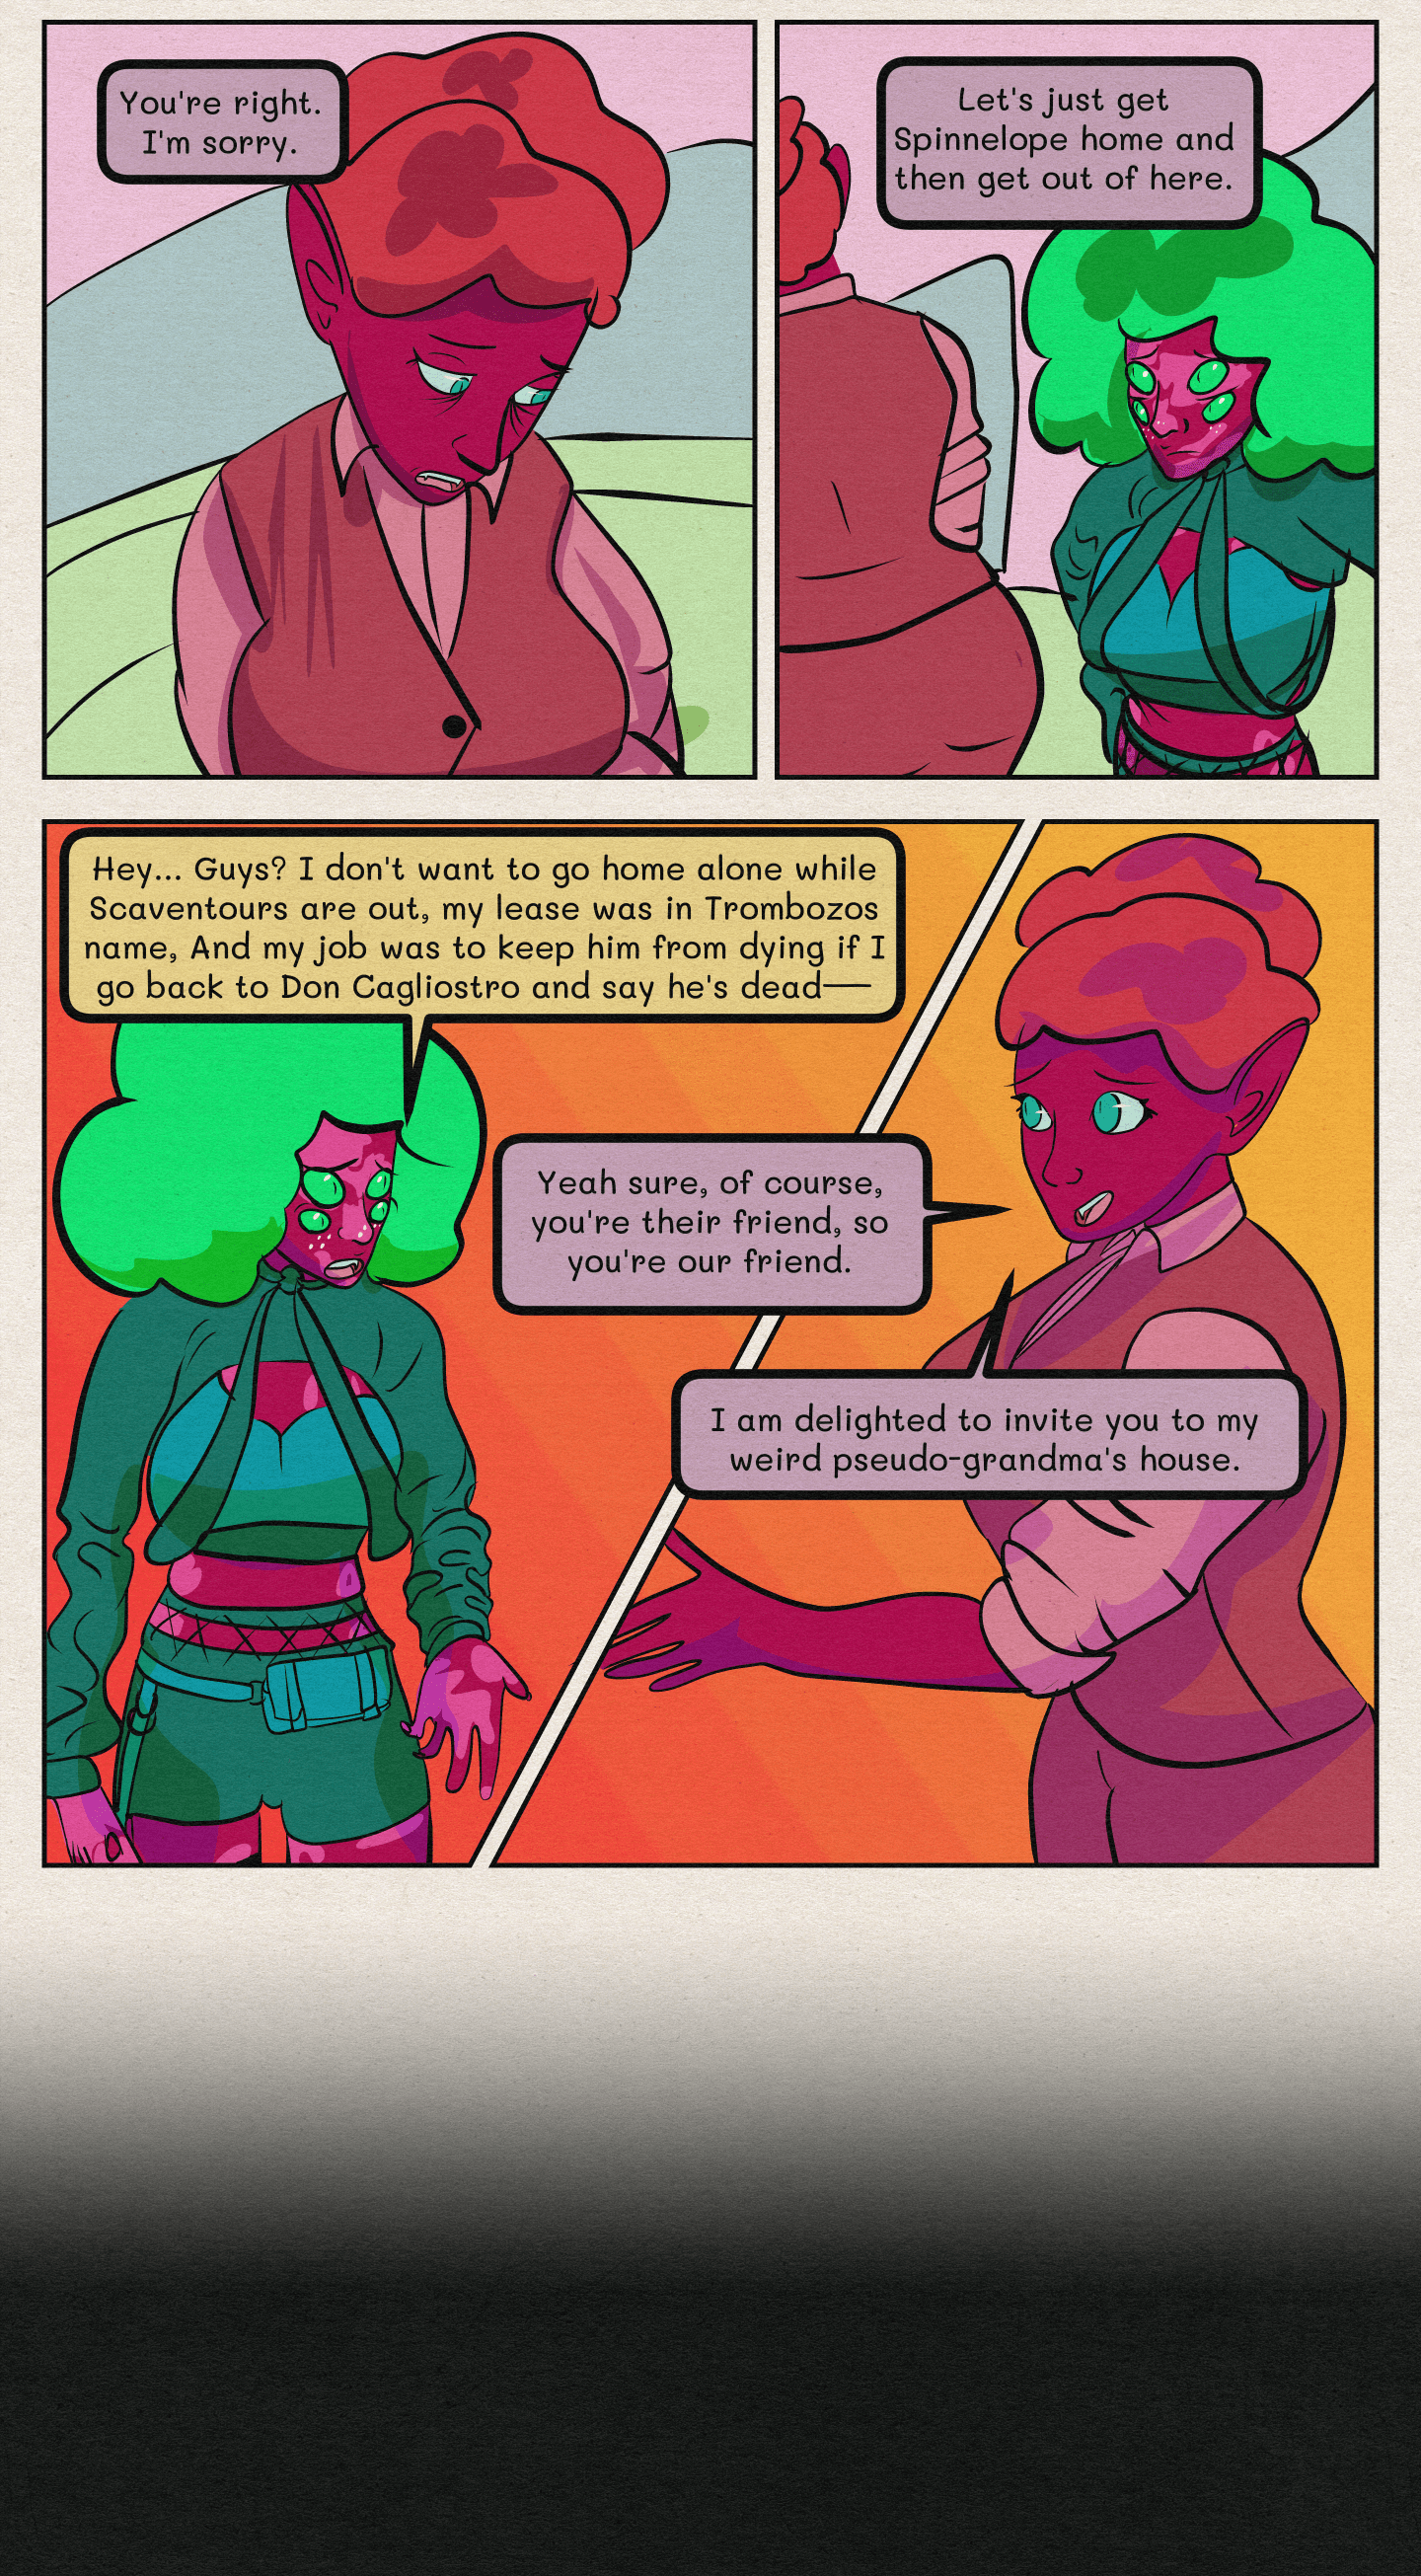 You're right.
I'm sorry.
Let's just get
Spinnelope home and
then get out of here.
Hey... Guys? I don't want to go home alone while
Scaventours are out, my lease was in Trombozos
name, And my job was to keep him from dying if I
go back to Don Cagliostro and say he's dead——
Yeah sure, of course,
you're their friend, so
you're our friend.
I am delighted to invite you to my
weird pseudo-grandma's house.